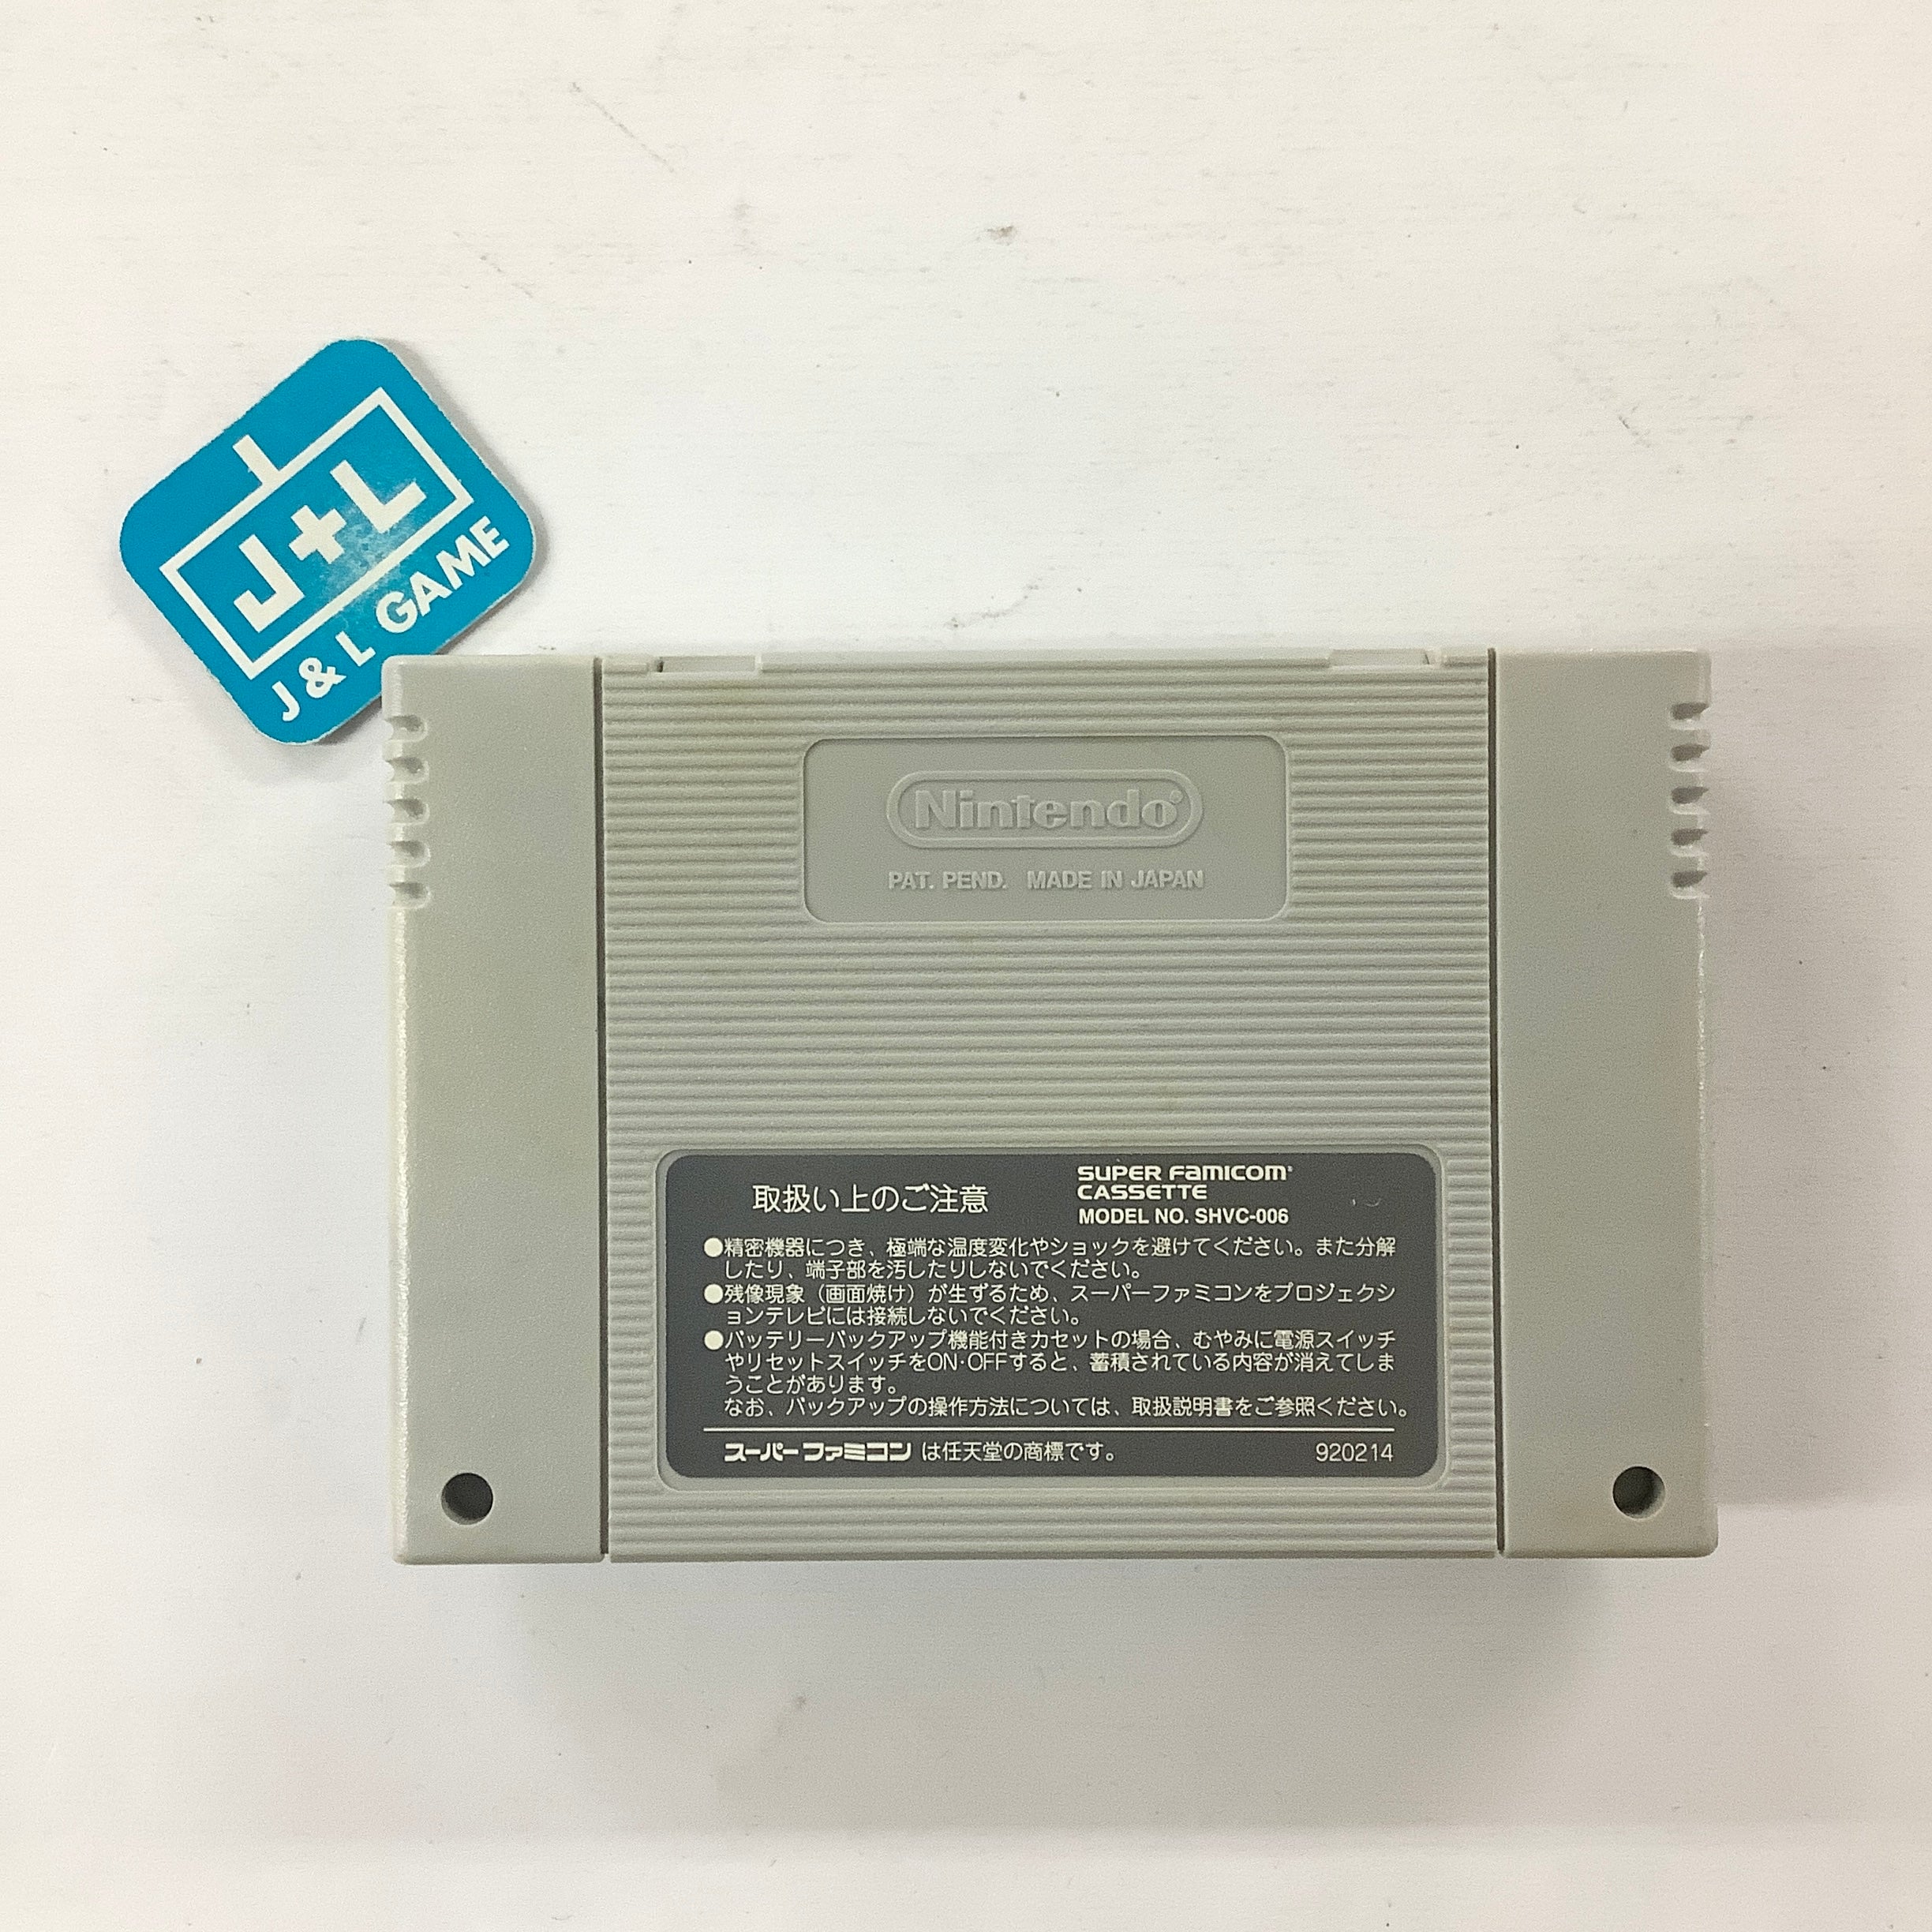 J+L
J & L GAME
Nintendo®
PAT. PEND. MADE IN JAPAN
取扱い上のご注意
SUPER FAMICOM®
CASSETTE
MODEL NO. SHVC-006
●精密機器につき、極端な温度変化やショックを避けてください。また分解
したり、端子部を汚したりしないでください。
●残像現象（画面焼け）が生ずるため、スーパーファミコンをプロジェクシ
ョンテレビには接続しないでください。
●バッテリーバックアップ機能付きカセットの場合、むやみに電源スイッチ
やリセットスイッチをON・OFFすると、蓄積されている内容が消えてしま
うことがあります。
なお、バックアップの操作方法については、取扱説明書をご参照ください。
スーパーファミコン は任天堂の商標です。 920214